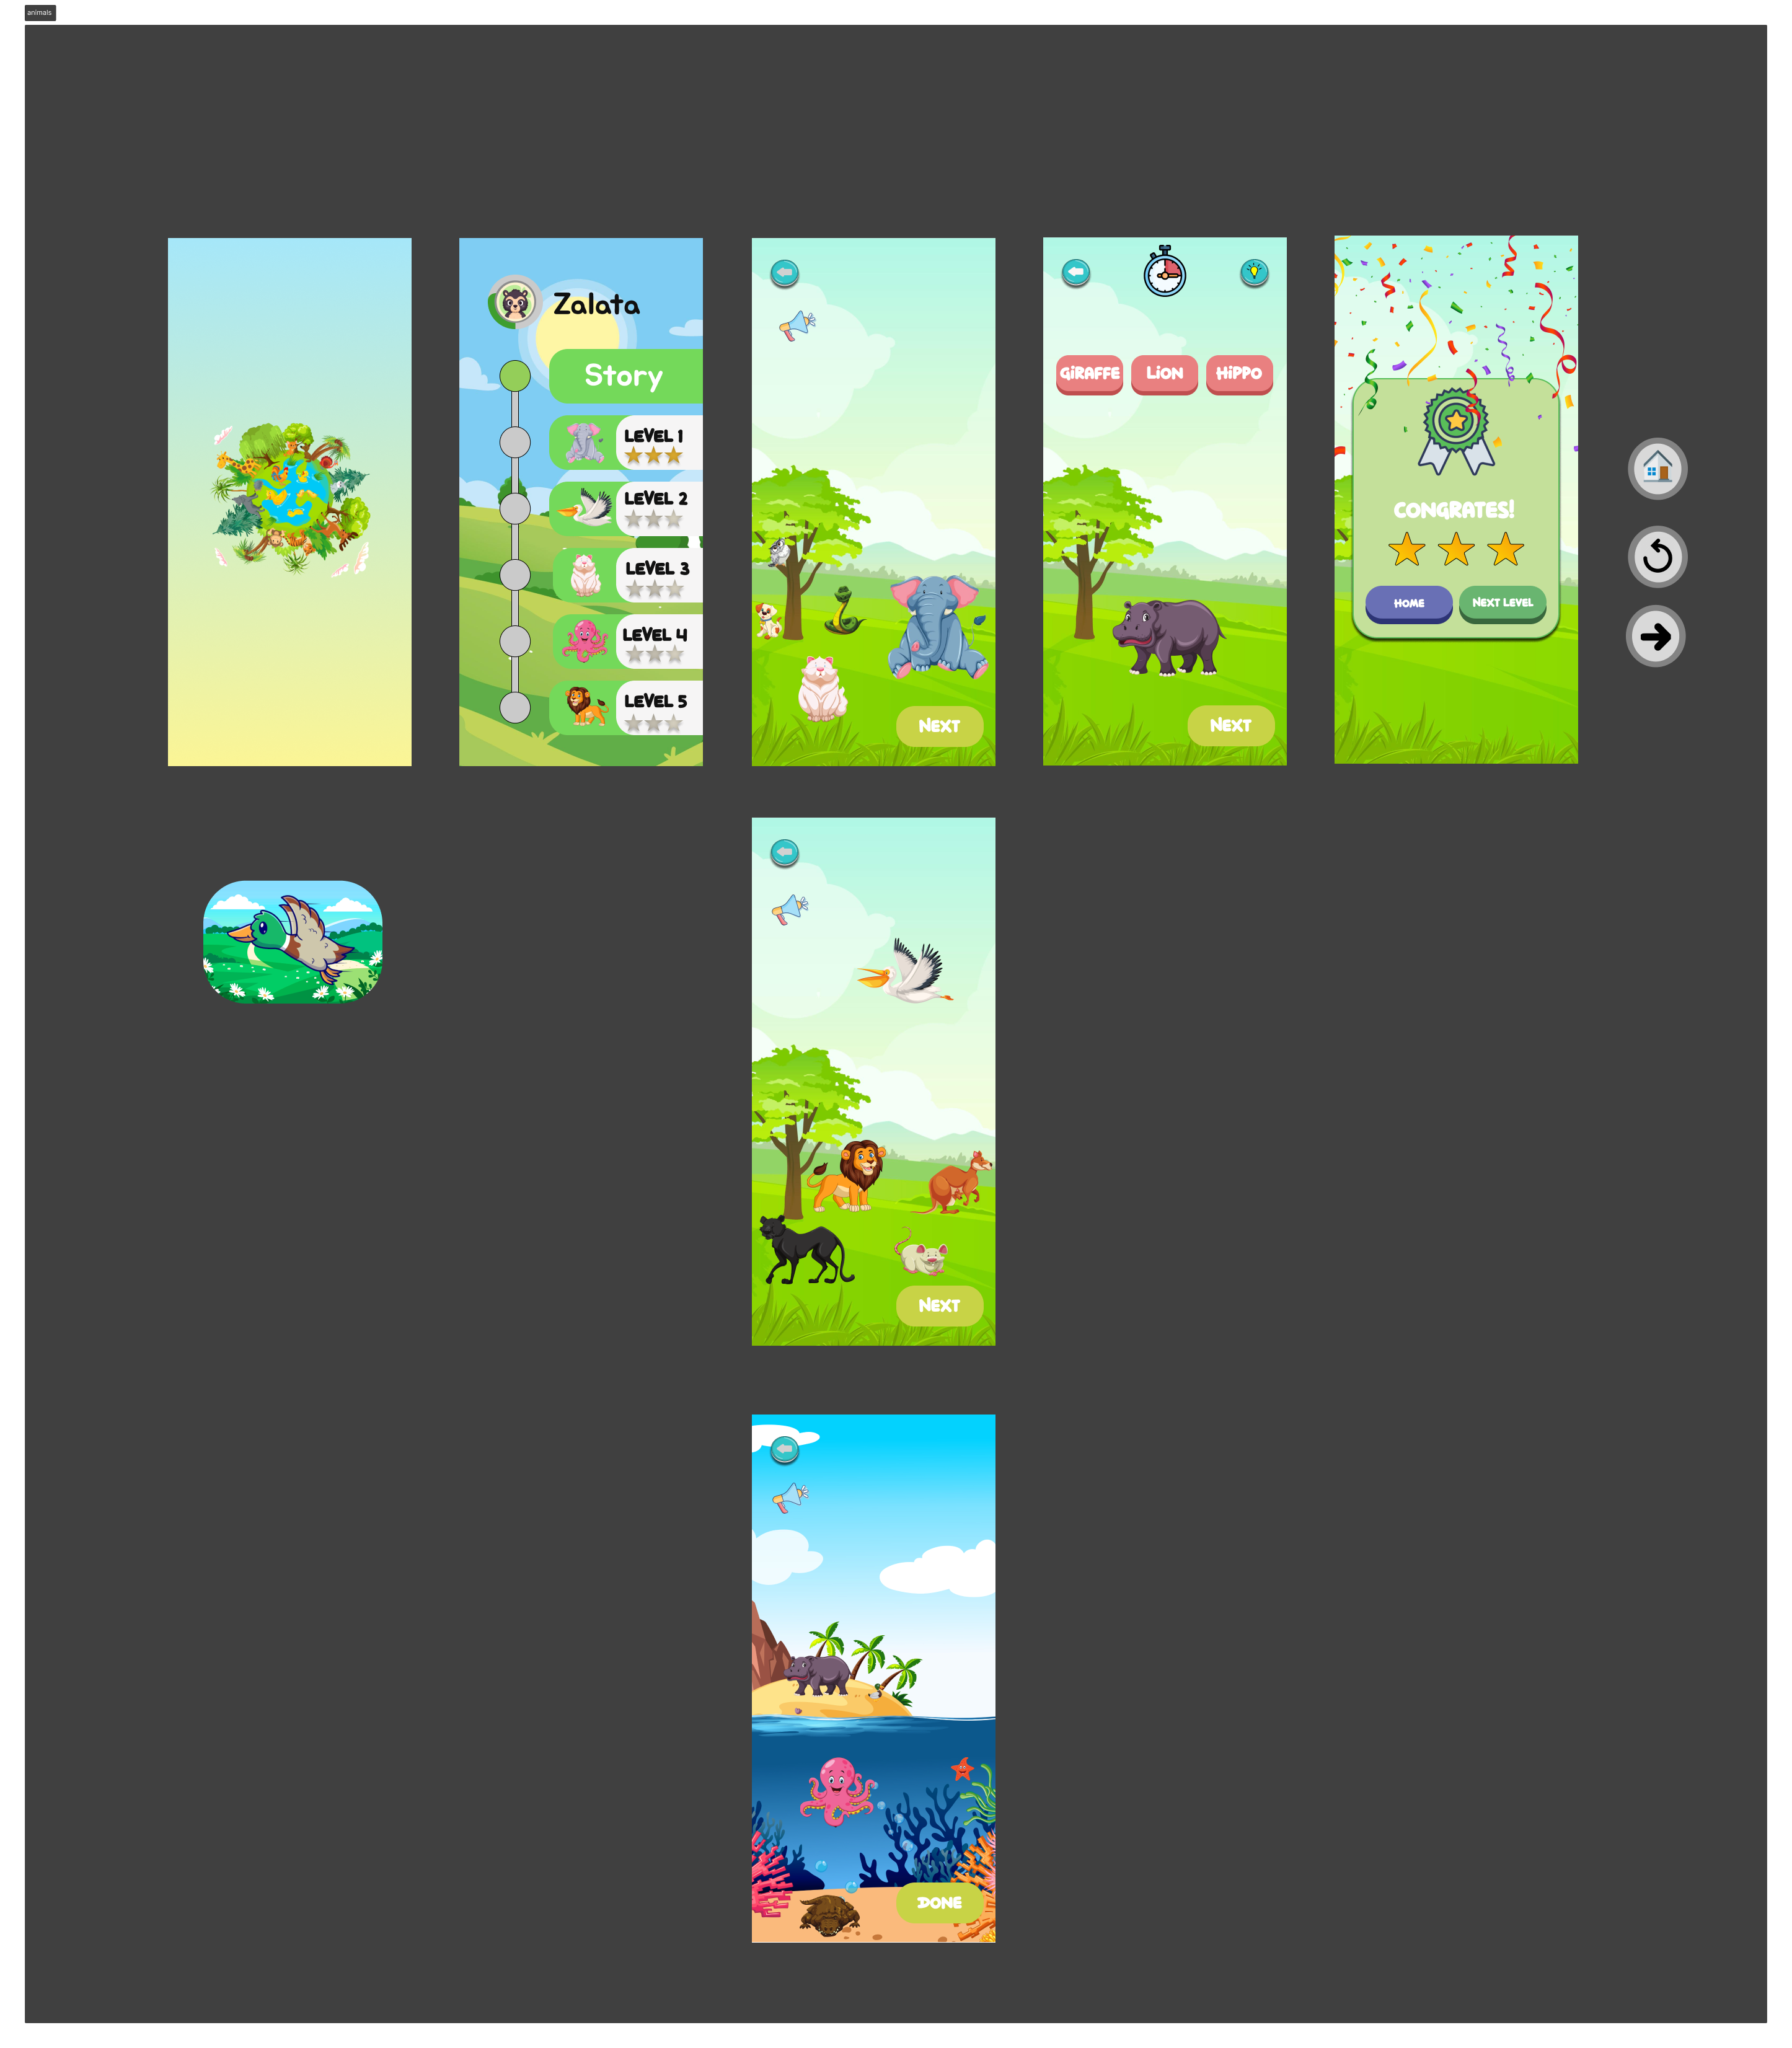 animals
Zalata
Story
LEVEL 1
LEVEL 2
LEVEL 3
LEVEL 4
LEVEL 5
NEXT
GiRAFFE
LiON
HiPPO
NEXT
CONGRATES!
HOME
NEXT LEVEL
NEXT
DONE